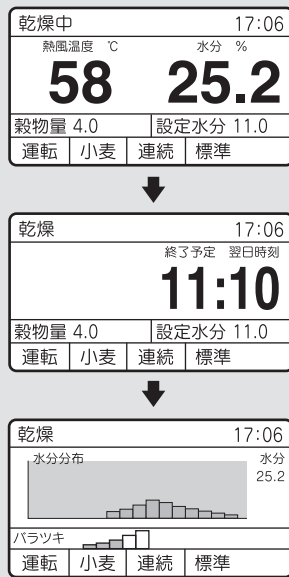 乾燥中 17:06
熱風温度 ℃ 水分 %
58 25.2
穀物量 4.0 設定水分 11.0
運転 小麦 連続 標準
乾燥 17:06
終了予定 翌日時刻
11:10
穀物量 4.0 設定水分 11.0
運転 小麦 連続 標準
乾燥 17:06
水分分布 水分
25.2
バラツキ
運転 小麦 連続 標準